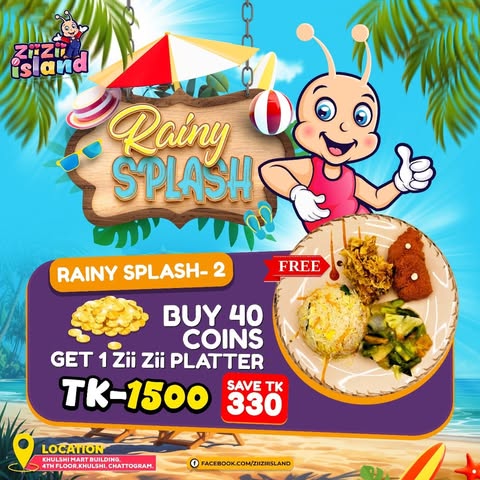 ZiiZii
island
Rainy
SPLASH
RAINY SPLASH- 2
FREE
BUY 40
COINS
GET 1 Zii Zii PLATTER
TK-1500
SAVE TK
330
LOCATION
KHULSHI MART BUILDING,
4TH FLOOR,KHULSHI, CHATTOGRAM.
FACEBOOK.COM/ZIIZIIISLAND